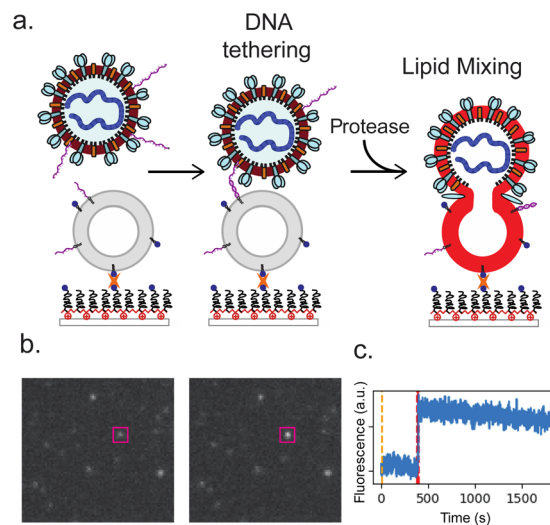 a.
DNA
tethering
Lipid Mixing
Protease
b.
c.
Fluorescence (a.u.)
0 500 1000 1500
Time (s)